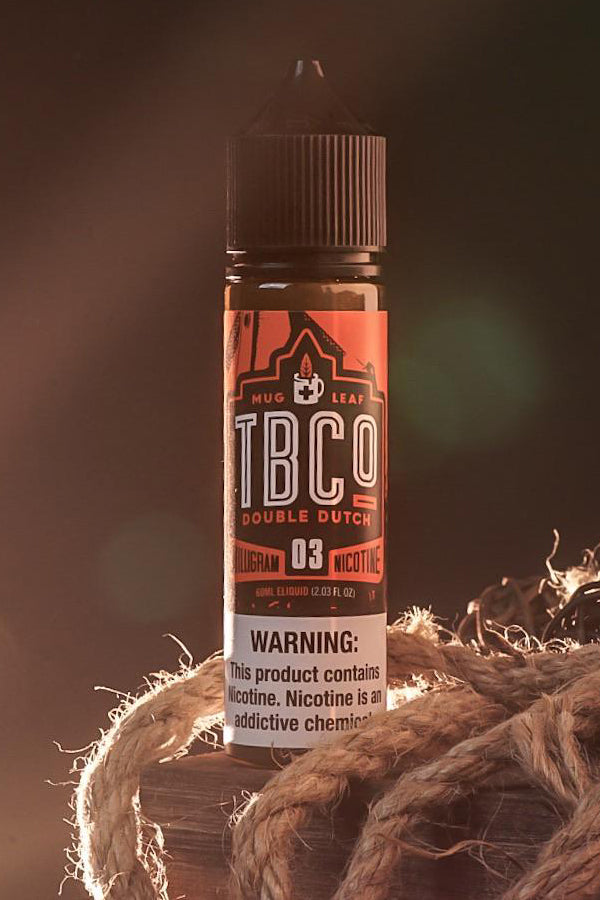 MUG LEAF
TBCO
DOUBLE DUTCH
03 NICOTINE
60ML ELIQUID (2.03 FL OZ)
WARNING:
This product contains
Nicotine. Nicotine is an
addictive